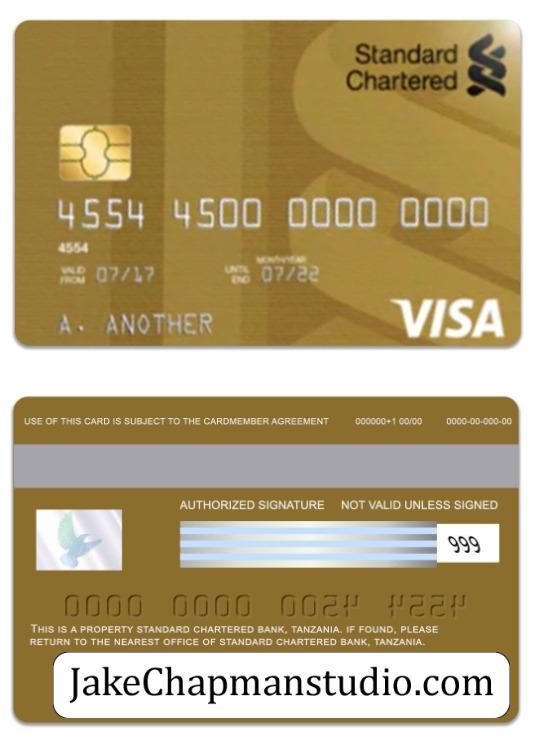 Standard
Chartered
4554 4500 0000 0000
4554
MONTH/YEAR
VALID FROM 07/17 UNTIL END 07/22
A. ANOTHER
VISA
USE OF THIS CARD IS SUBJECT TO THE CARDMEMBER AGREEMENT 000000+1 00/00 0000-00-000-00
AUTHORIZED SIGNATURE NOT VALID UNLESS SIGNED
999
0000 0000 0054 4554
THIS IS A PROPERTY STANDARD CHARTERED BANK, TANZANIA. IF FOUND, PLEASE
RETURN TO THE NEAREST OFFICE OF STANDARD CHARTERED BANK, TANZANIA.
JakeChapmanstudio.com